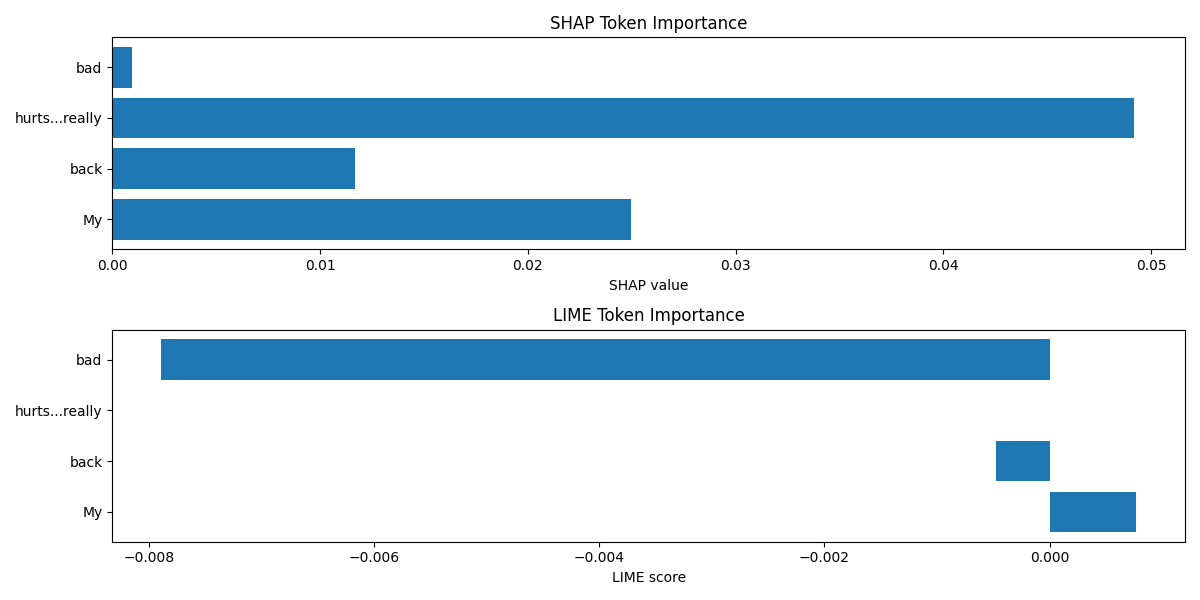 SHAP Token Importance
bad
hurts...really
back
My
0.00 0.01 0.02 0.03 0.04 0.05
SHAP value
LIME Token Importance
bad
hurts...really
back
My
−0.008 −0.006 −0.004 −0.002 0.000
LIME score